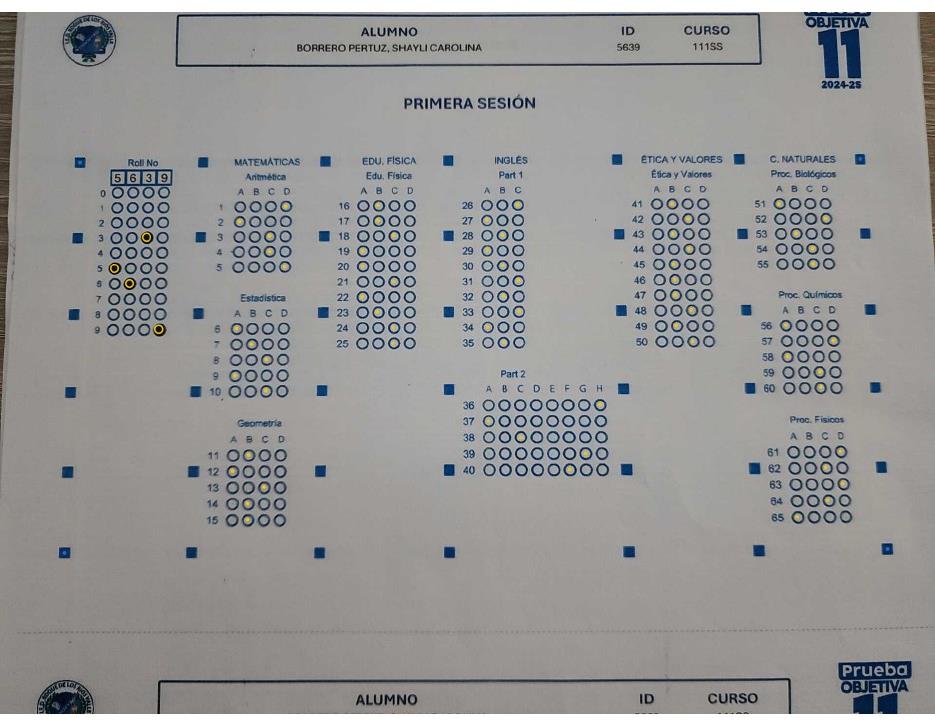 ALUMNO ID CURSO
BORRERO PERTUZ, SHAYLI CAROLINA 5639 111SS
OBJETIVA
11
2024-25
PRIMERA SESIÓN
Roll No
5 6 3 9
0
1
2
3
4
5
6
7
8
9
MATEMÁTICAS
Aritmética
A B C D
1
2
3
4
5
Estadística
A B C D
6
7
8
9
10
Geometría
A B C D
11
12
13
14
15
EDU. FÍSICA
Edu. Física
A B C D
16
17
18
19
20
21
22
23
24
25
INGLÉS
Part 1
A B C
26
27
28
29
30
31
32
33
34
35
Part 2
A B C D E F G H
36
37
38
39
40
ÉTICA Y VALORES
Ética y Valores
A B C D
41
42
43
44
45
46
47
48
49
50
C. NATURALES
Proc. Biológicos
A B C D
51
52
53
54
55
Proc. Químicos
A B C D
56
57
58
59
60
Proc. Físicos
A B C D
61
62
63
64
65
Prueba
OBJETIVA
11
ALUMNO ID CURSO